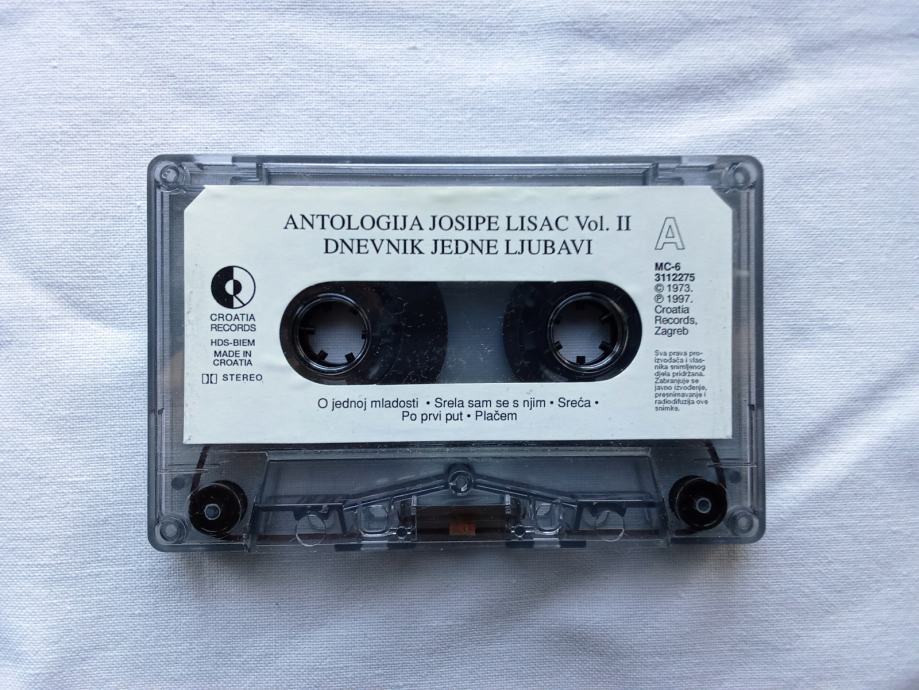 ANTOLOGIJA JOSIPE LISAC Vol. II
DNEVNIK JEDNE LJUBAVI
A
CROATIA
RECORDS
HDS-BIEM
MADE IN
CROATIA
STEREO
MC-6
3112275
© 1973.
℗ 1997.
Croatia
Records,
Zagreb
Sva prava pro-
izvođača i vlas-
nika snimljenog
djela pridržana.
Zabranjuje se
javno izvođenje,
presnimavanje i
radiodifuzija ove
snimke.
O jednoj mladosti • Srela sam se s njim • Sreća •
Po prvi put • Plačem